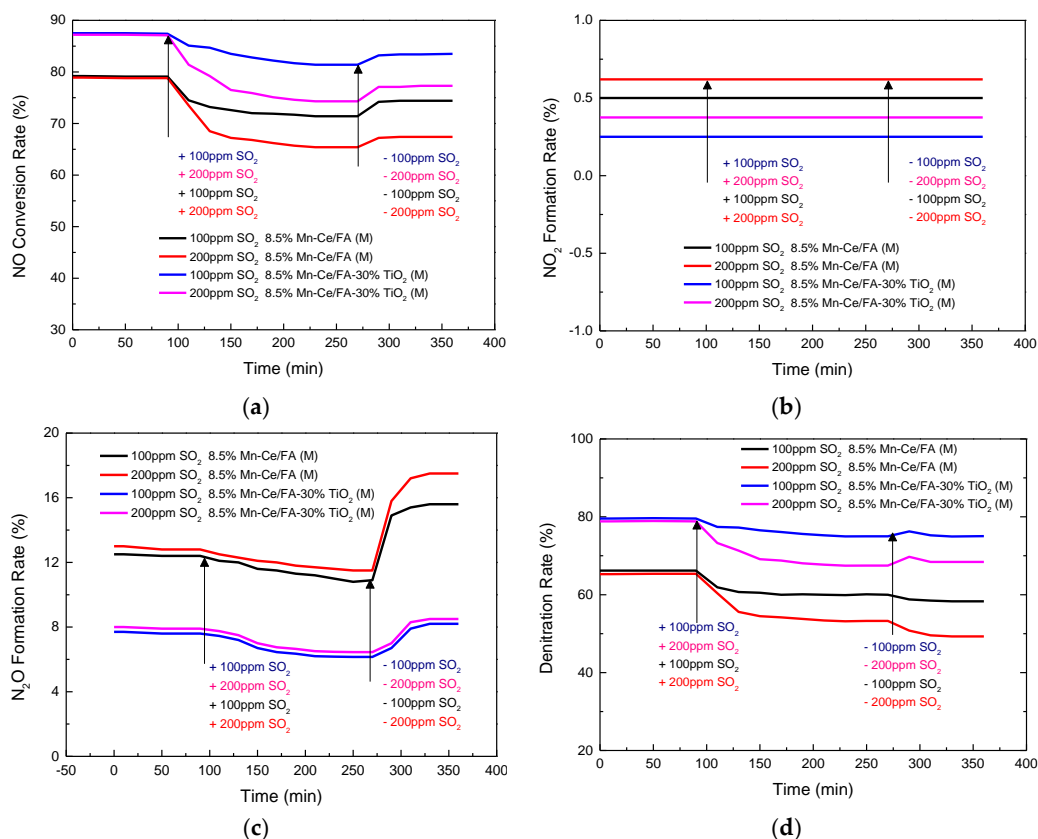 NO Conversion Rate (%)
90
80
70
60
50
40
30
+ 100ppm SO₂
+ 200ppm SO₂
+ 100ppm SO₂
+ 200ppm SO₂
- 100ppm SO₂
- 200ppm SO₂
- 100ppm SO₂
- 200ppm SO₂
100ppm SO₂ 8.5% Mn-Ce/FA (M)
200ppm SO₂ 8.5% Mn-Ce/FA (M)
100ppm SO₂ 8.5% Mn-Ce/FA-30% TiO₂ (M)
200ppm SO₂ 8.5% Mn-Ce/FA-30% TiO₂ (M)
0 50 100 150 200 250 300 350 400
Time (min)
(a)
NO₂ Formation Rate (%)
1.0
0.5
0.0
-0.5
-1.0
+ 100ppm SO₂
+ 200ppm SO₂
+ 100ppm SO₂
+ 200ppm SO₂
- 100ppm SO₂
- 200ppm SO₂
- 100ppm SO₂
- 200ppm SO₂
100ppm SO₂ 8.5% Mn-Ce/FA (M)
200ppm SO₂ 8.5% Mn-Ce/FA (M)
100ppm SO₂ 8.5% Mn-Ce/FA-30% TiO₂ (M)
200ppm SO₂ 8.5% Mn-Ce/FA-30% TiO₂ (M)
0 50 100 150 200 250 300 350 400
Time (min)
(b)
N₂O Formation Rate (%)
20
16
12
8
4
0
100ppm SO₂ 8.5% Mn-Ce/FA (M)
200ppm SO₂ 8.5% Mn-Ce/FA (M)
100ppm SO₂ 8.5% Mn-Ce/FA-30% TiO₂ (M)
200ppm SO₂ 8.5% Mn-Ce/FA-30% TiO₂ (M)
+ 100ppm SO₂
+ 200ppm SO₂
+ 100ppm SO₂
+ 200ppm SO₂
- 100ppm SO₂
- 200ppm SO₂
- 100ppm SO₂
- 200ppm SO₂
-50 0 50 100 150 200 250 300 350 400
Time (min)
(c)
Denitration Rate (%)
100
80
60
40
20
100ppm SO₂ 8.5% Mn-Ce/FA (M)
200ppm SO₂ 8.5% Mn-Ce/FA (M)
100ppm SO₂ 8.5% Mn-Ce/FA-30% TiO₂ (M)
200ppm SO₂ 8.5% Mn-Ce/FA-30% TiO₂ (M)
+ 100ppm SO₂
+ 200ppm SO₂
+ 100ppm SO₂
+ 200ppm SO₂
- 100ppm SO₂
- 200ppm SO₂
- 100ppm SO₂
- 200ppm SO₂
0 50 100 150 200 250 300 350 400
Time (min)
(d)